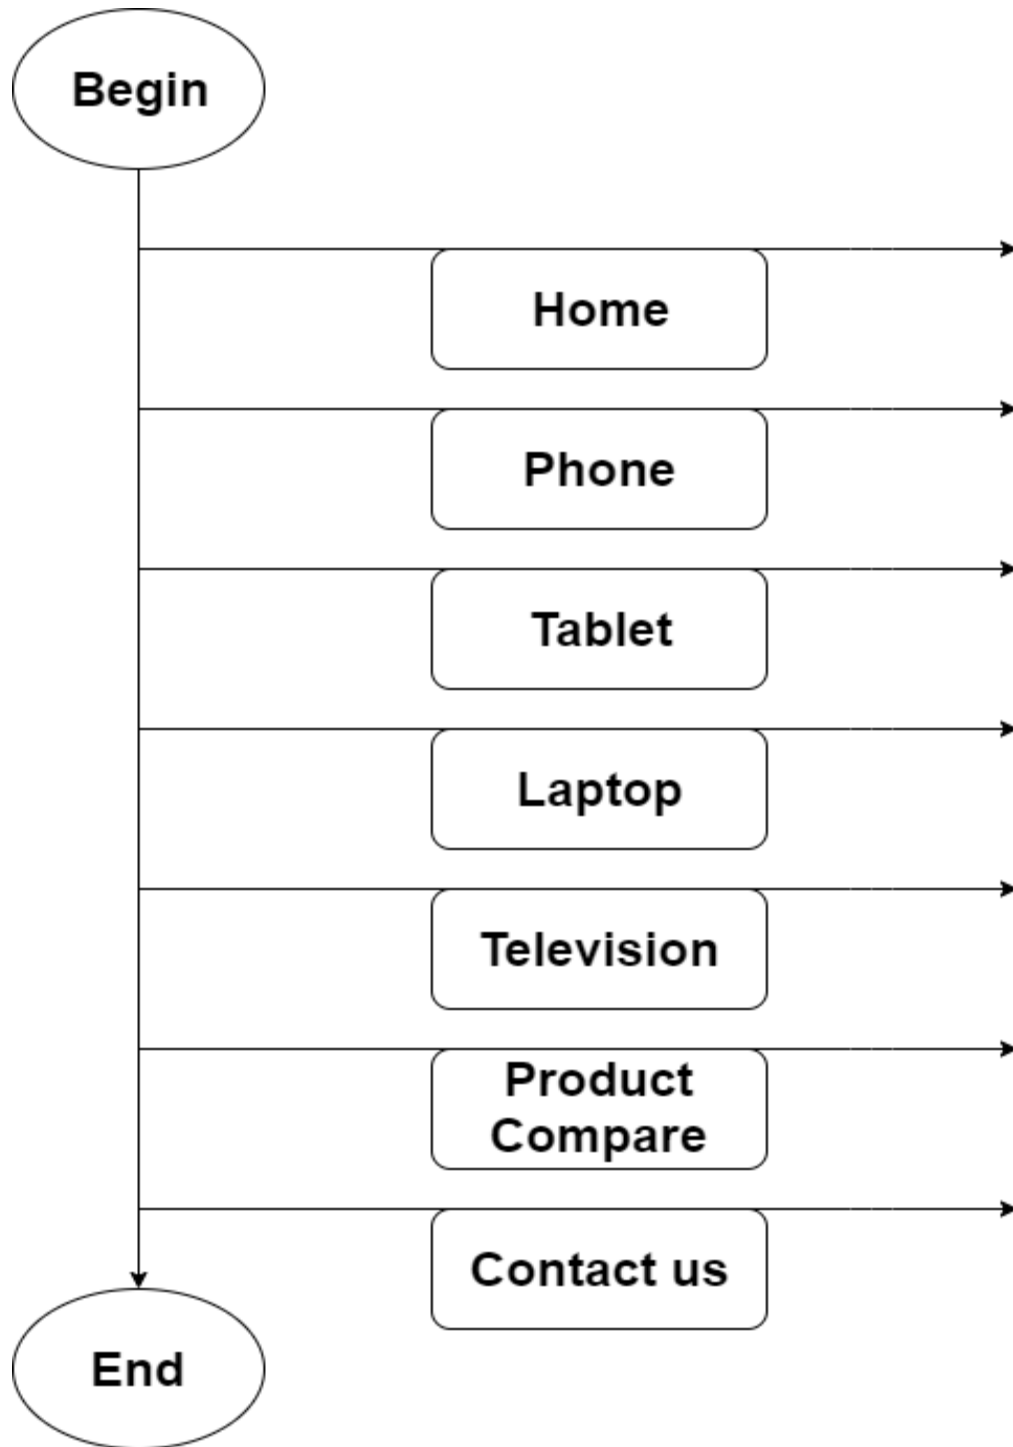 Begin
Home
Phone
Tablet
Laptop
Television
Product
Compare
Contact us
End